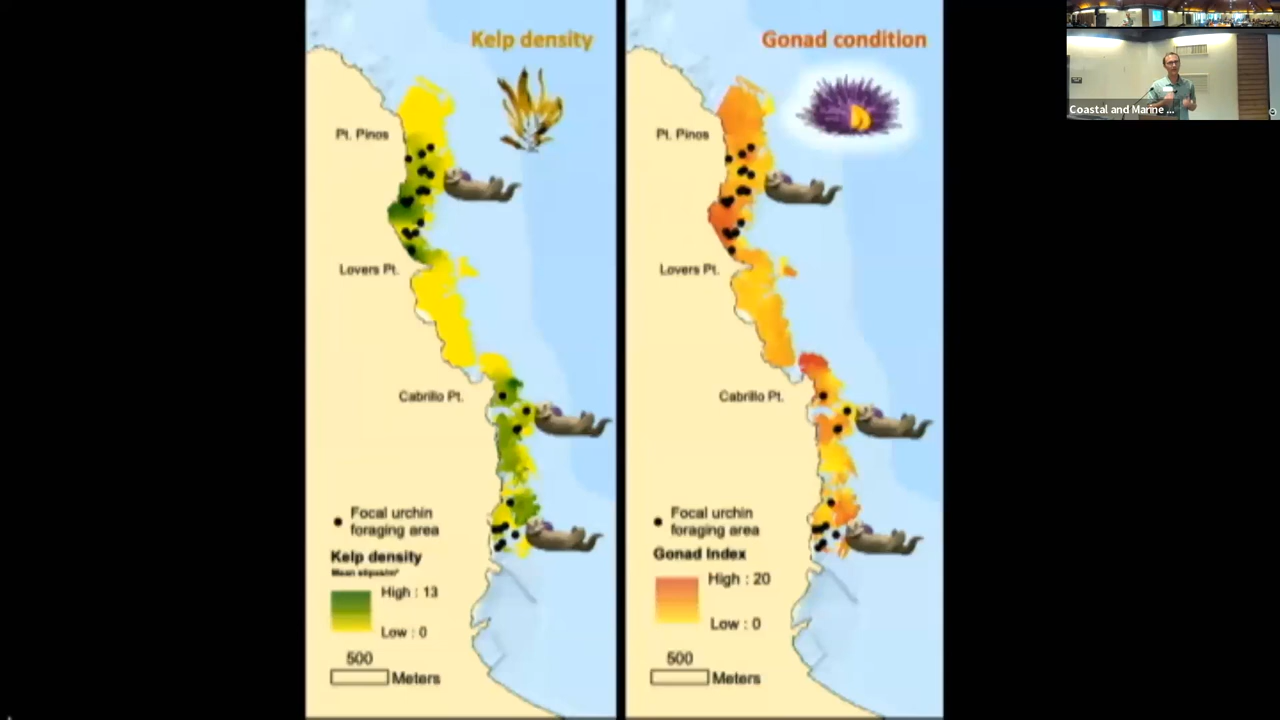 Kelp density
Pt. Pinos
Lovers Pt.
Cabrillo Pt.
Focal urchin
foraging area
Kelp density
High : 13
Low : 0
500
Meters
Gonad condition
Pt. Pinos
Lovers Pt.
Cabrillo Pt.
Focal urchin
foraging area
Gonad Index
High : 20
Low : 0
500
Meters
Coastal and Marine ...